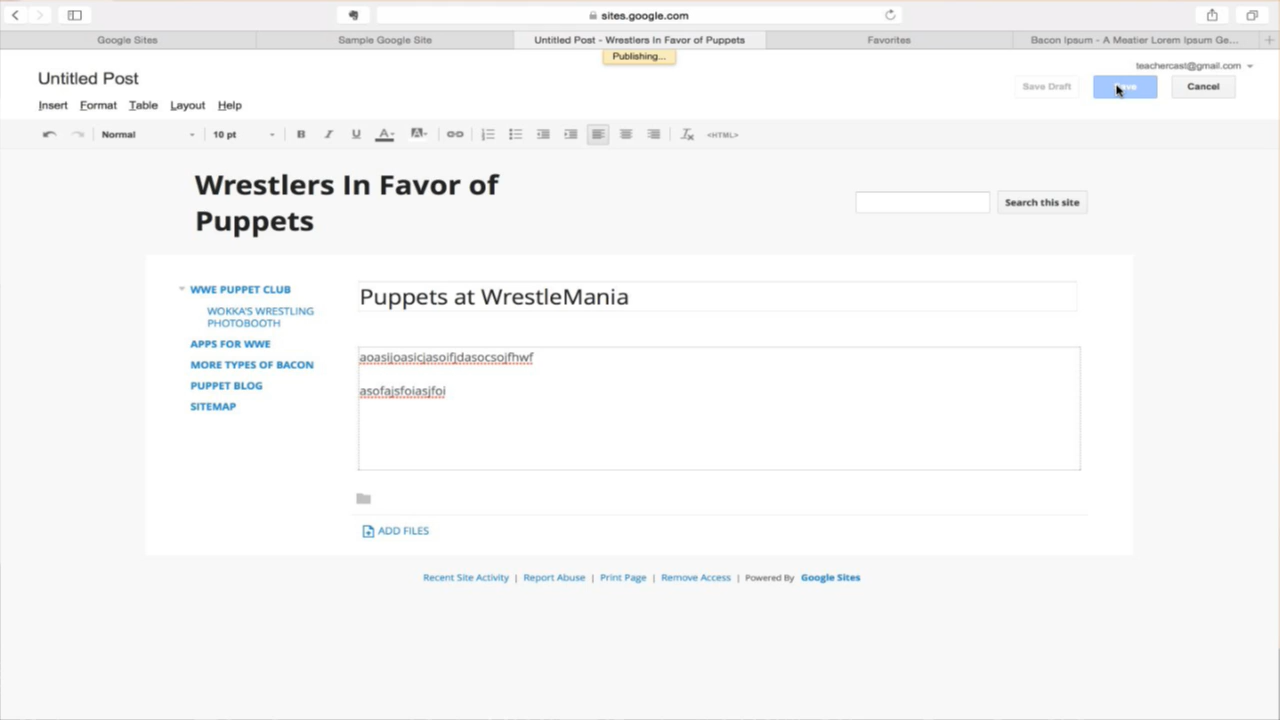 sites.google.com
Google Sites
Sample Google Site
Untitled Post - Wrestlers In Favor of Puppets
Favorites
Bacon Ipsum - A Meatier Lorem Ipsum Ge...
Publishing...
teachercast@gmail.com
Untitled Post
Save Draft
Save
Cancel
Insert Format Table Layout Help
Normal 10 pt B I U A A <HTML>
Wrestlers In Favor of
Puppets
Search this site
WWE PUPPET CLUB
WOKKA'S WRESTLING
PHOTOBOOTH
APPS FOR WWE
MORE TYPES OF BACON
PUPPET BLOG
SITEMAP
Puppets at WrestleMania
aoasijoasicjasoifjdasocsojfhwf
asofajsfoiasjfoi
ADD FILES
Recent Site Activity | Report Abuse | Print Page | Remove Access | Powered By Google Sites